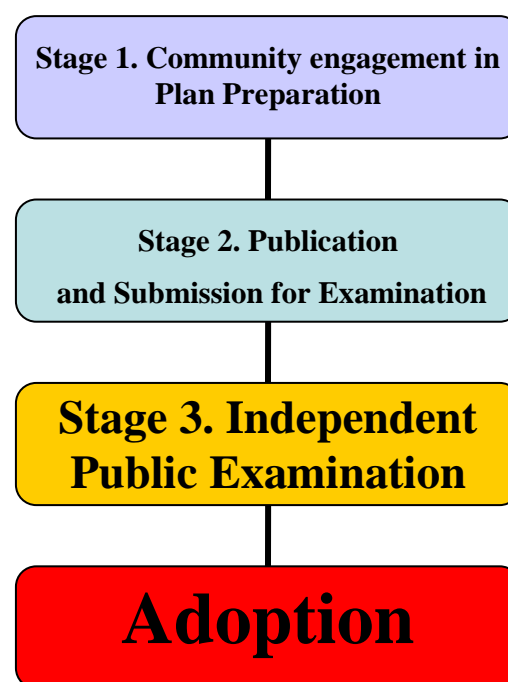 Stage 1. Community engagement in
Plan Preparation
Stage 2. Publication
and Submission for Examination
Stage 3. Independent
Public Examination
Adoption